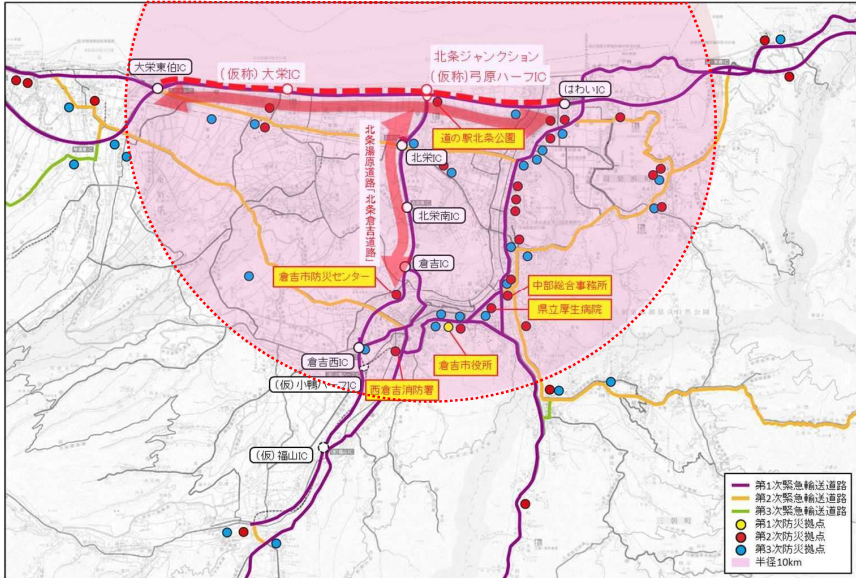 大栄東伯IC
(仮称)大栄IC
北条ジャンクション
(仮称)弓原ハーフIC
はわいIC
道の駅北条公園
北条湯原道路「北条倉吉道路」
北栄IC
北栄南IC
倉吉IC
倉吉市防災センター
中部総合事務所
県立厚生病院
倉吉市役所
倉吉西IC
(仮)小鴨ハーフIC
西倉吉消防署
(仮)福山IC
第1次緊急輸送道路
第2次緊急輸送道路
第3次緊急輸送道路
第1次防災拠点
第2次防災拠点
第3次防災拠点
半径10km